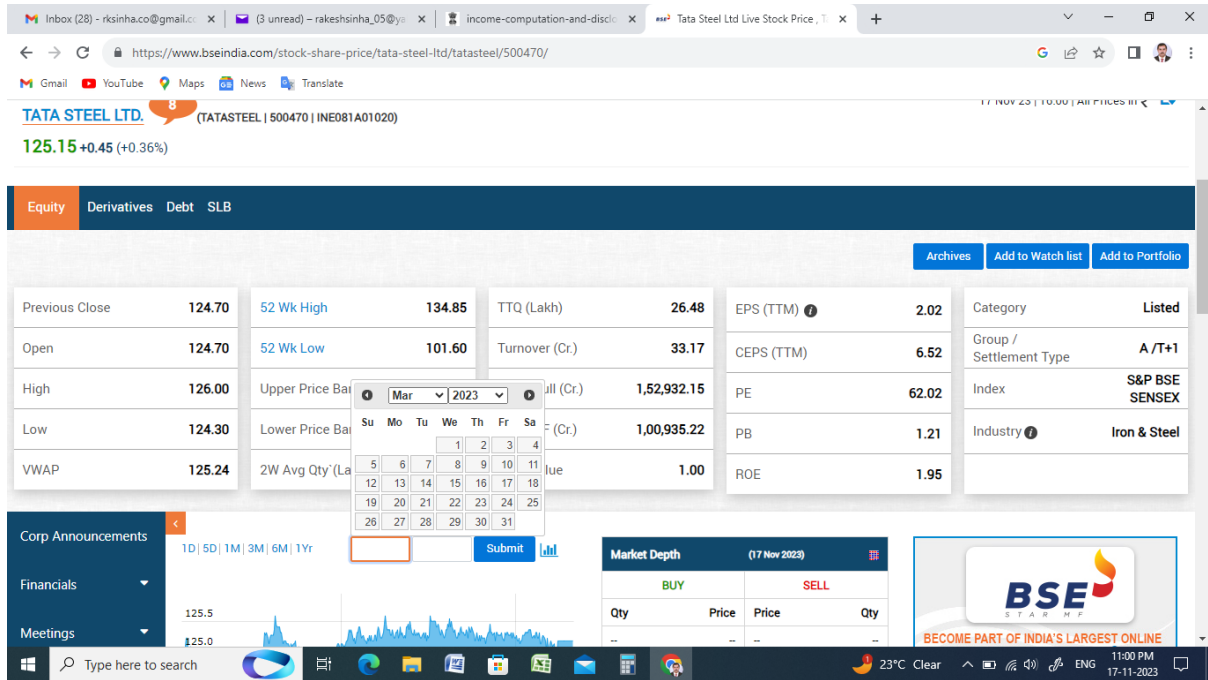 Inbox (28) - rksinha.co@gmail.cc
(3 unread) – rakeshsinha_05@ya
income-computation-and-disclo
Tata Steel Ltd Live Stock Price , T
https://www.bseindia.com/stock-share-price/tata-steel-ltd/tatasteel/500470/
Gmail YouTube Maps News Translate
17 Nov 23 | 16:00 | All Prices in ₹
TATA STEEL LTD. 8 (TATASTEEL | 500470 | INE081A01020)
125.15 +0.45 (+0.36%)
Equity Derivatives Debt SLB
Archives Add to Watch list Add to Portfolio
Previous Close 124.70
Open 124.70
High 126.00
Low 124.30
VWAP 125.24
52 Wk High 134.85
52 Wk Low 101.60
Upper Price Ba
Lower Price Ba
2W Avg Qty*(La
TTQ (Lakh) 26.48
Turnover (Cr.) 33.17
ull (Cr.) 1,52,932.15
F (Cr.) 1,00,935.22
lue 1.00
EPS (TTM) 2.02
CEPS (TTM) 6.52
PE 62.02
PB 1.21
ROE 1.95
Category Listed
Group / Settlement Type A /T+1
Index S&P BSE SENSEX
Industry Iron & Steel
Mar 2023
Su Mo Tu We Th Fr Sa
1 2 3 4
5 6 7 8 9 10 11
12 13 14 15 16 17 18
19 20 21 22 23 24 25
26 27 28 29 30 31
Corp Announcements
Financials
Meetings
1D| 5D| 1M| 3M| 6M| 1Yr
Submit
125.5
125.0
Market Depth (17 Nov 2023)
BUY SELL
Qty Price Price Qty
-- -- -- --
BSE
STAR MF
BECOME PART OF INDIA'S LARGEST ONLINE
Type here to search
23°C Clear
ENG
11:00 PM
17-11-2023